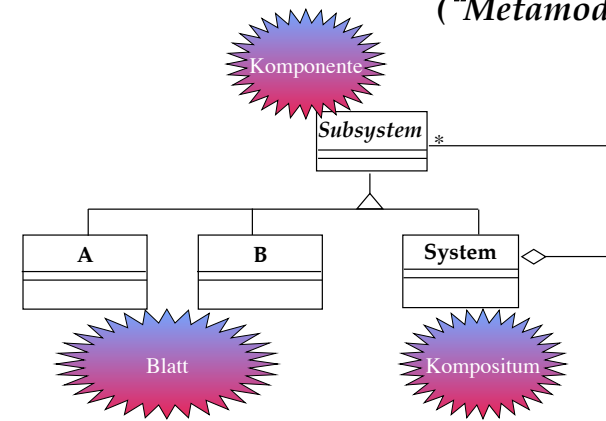 ("Metamod
Komponente
Subsystem
*
A
B
System
Blatt
Kompositum